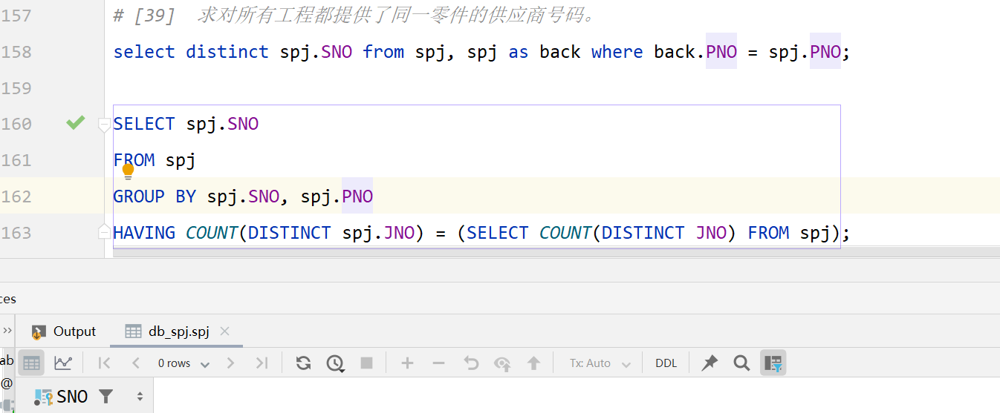 157 # [39] 求对所有工程都提供了同一零件的供应商号码。
158 select distinct spj.SNO from spj, spj as back where back.PNO = spj.PNO;
159
160 SELECT spj.SNO
161 FROM spj
162 GROUP BY spj.SNO, spj.PNO
163 HAVING COUNT(DISTINCT spj.JNO) = (SELECT COUNT(DISTINCT JNO) FROM spj);
ces
Output db_spj.spj
ab 0 rows Tx: Auto DDL
@ SNO